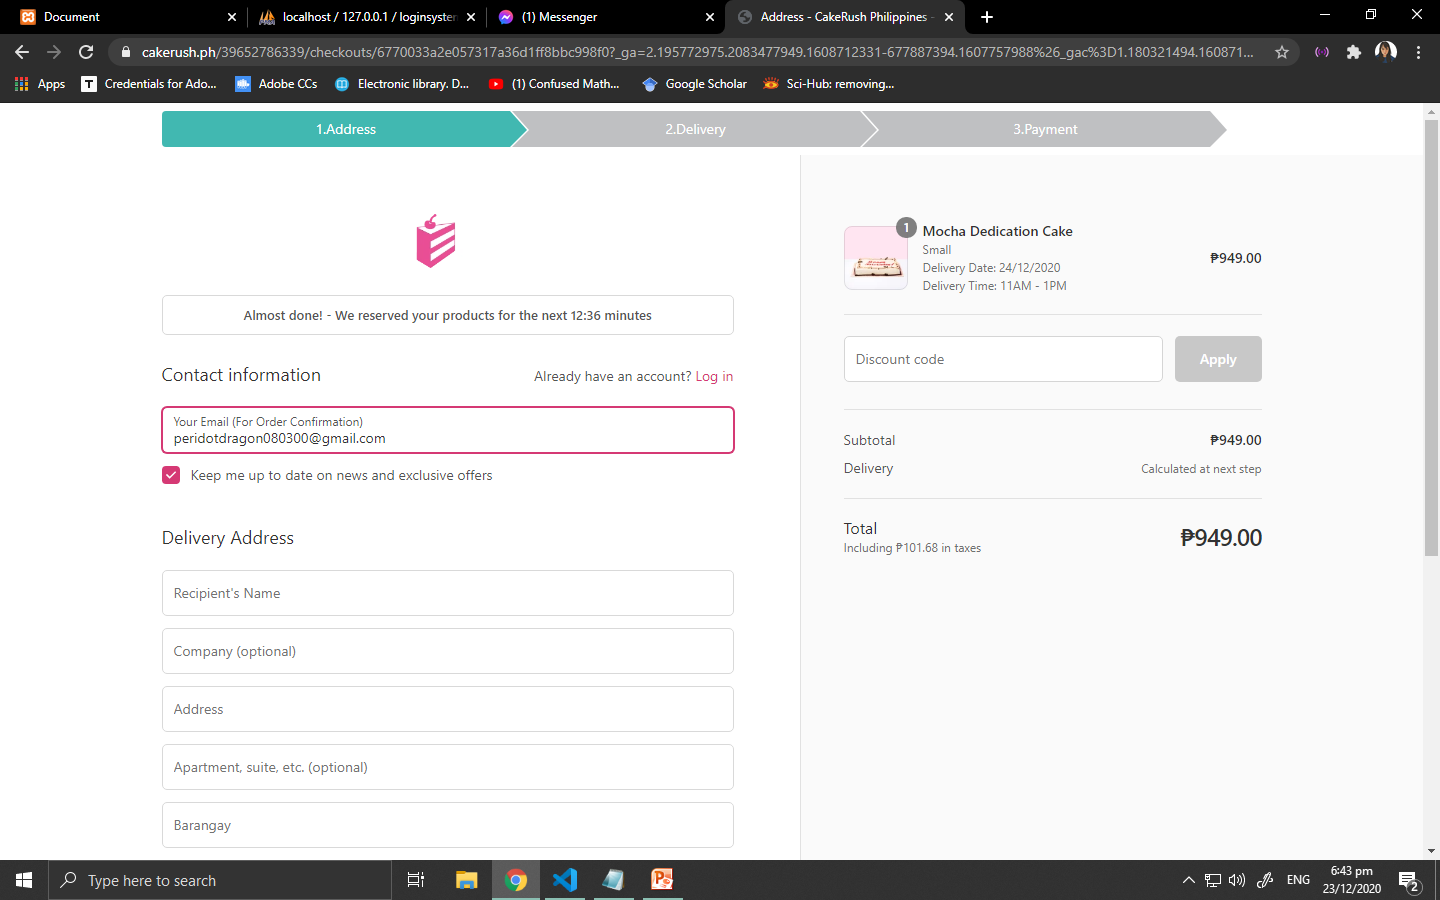 Document
localhost / 127.0.0.1 / loginsystem
(1) Messenger
Address - CakeRush Philippines -
cakerush.ph/39652786339/checkouts/6770033a2e057317a36d1ff8bbc998f0?_ga=2.195772975.2083477949.1608712331-677887394.1607757988%26_gac%3D1.180321494.160871...
Apps
Credentials for Ado...
Adobe CCs
Electronic library. D...
(1) Confused Math...
Google Scholar
Sci-Hub: removing...
1.Address
2.Delivery
3.Payment
Almost done! - We reserved your products for the next 12:36 minutes
Contact information
Already have an account? Log in
Your Email (For Order Confirmation)
peridotdragon080300@gmail.com
Keep me up to date on news and exclusive offers
Delivery Address
Recipient's Name
Company (optional)
Address
Apartment, suite, etc. (optional)
Barangay
1
Mocha Dedication Cake
Small
Delivery Date: 24/12/2020
Delivery Time: 11AM - 1PM
₱949.00
Discount code
Apply
Subtotal
₱949.00
Delivery
Calculated at next step
Total
Including ₱101.68 in taxes
₱949.00
Type here to search
ENG
6:43 pm
23/12/2020
2